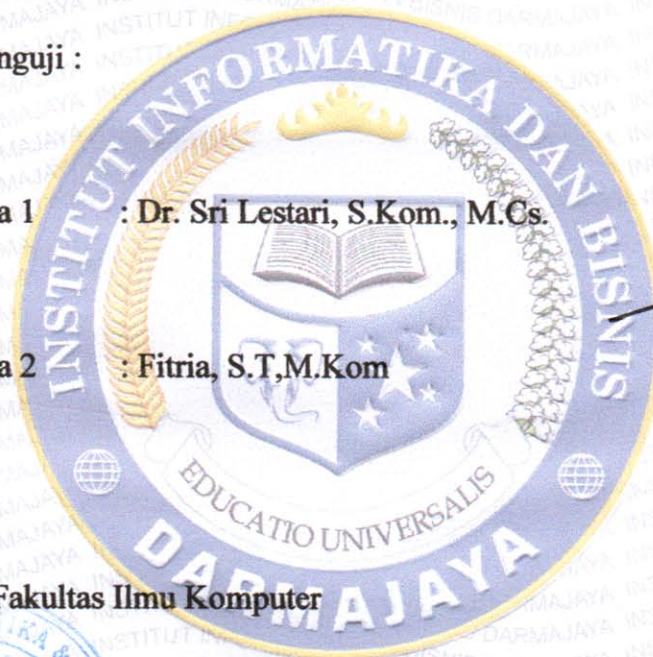 nguji :
INSTITUT INFORMATIKA DAN BISNIS
a 1 : Dr. Sri Lestari, S.Kom., M.Cs.
a 2 : Fitria, S.T,M.Kom
EDUCATIO UNIVERSALIS
DARMAJAYA
Fakultas Ilmu Komputer